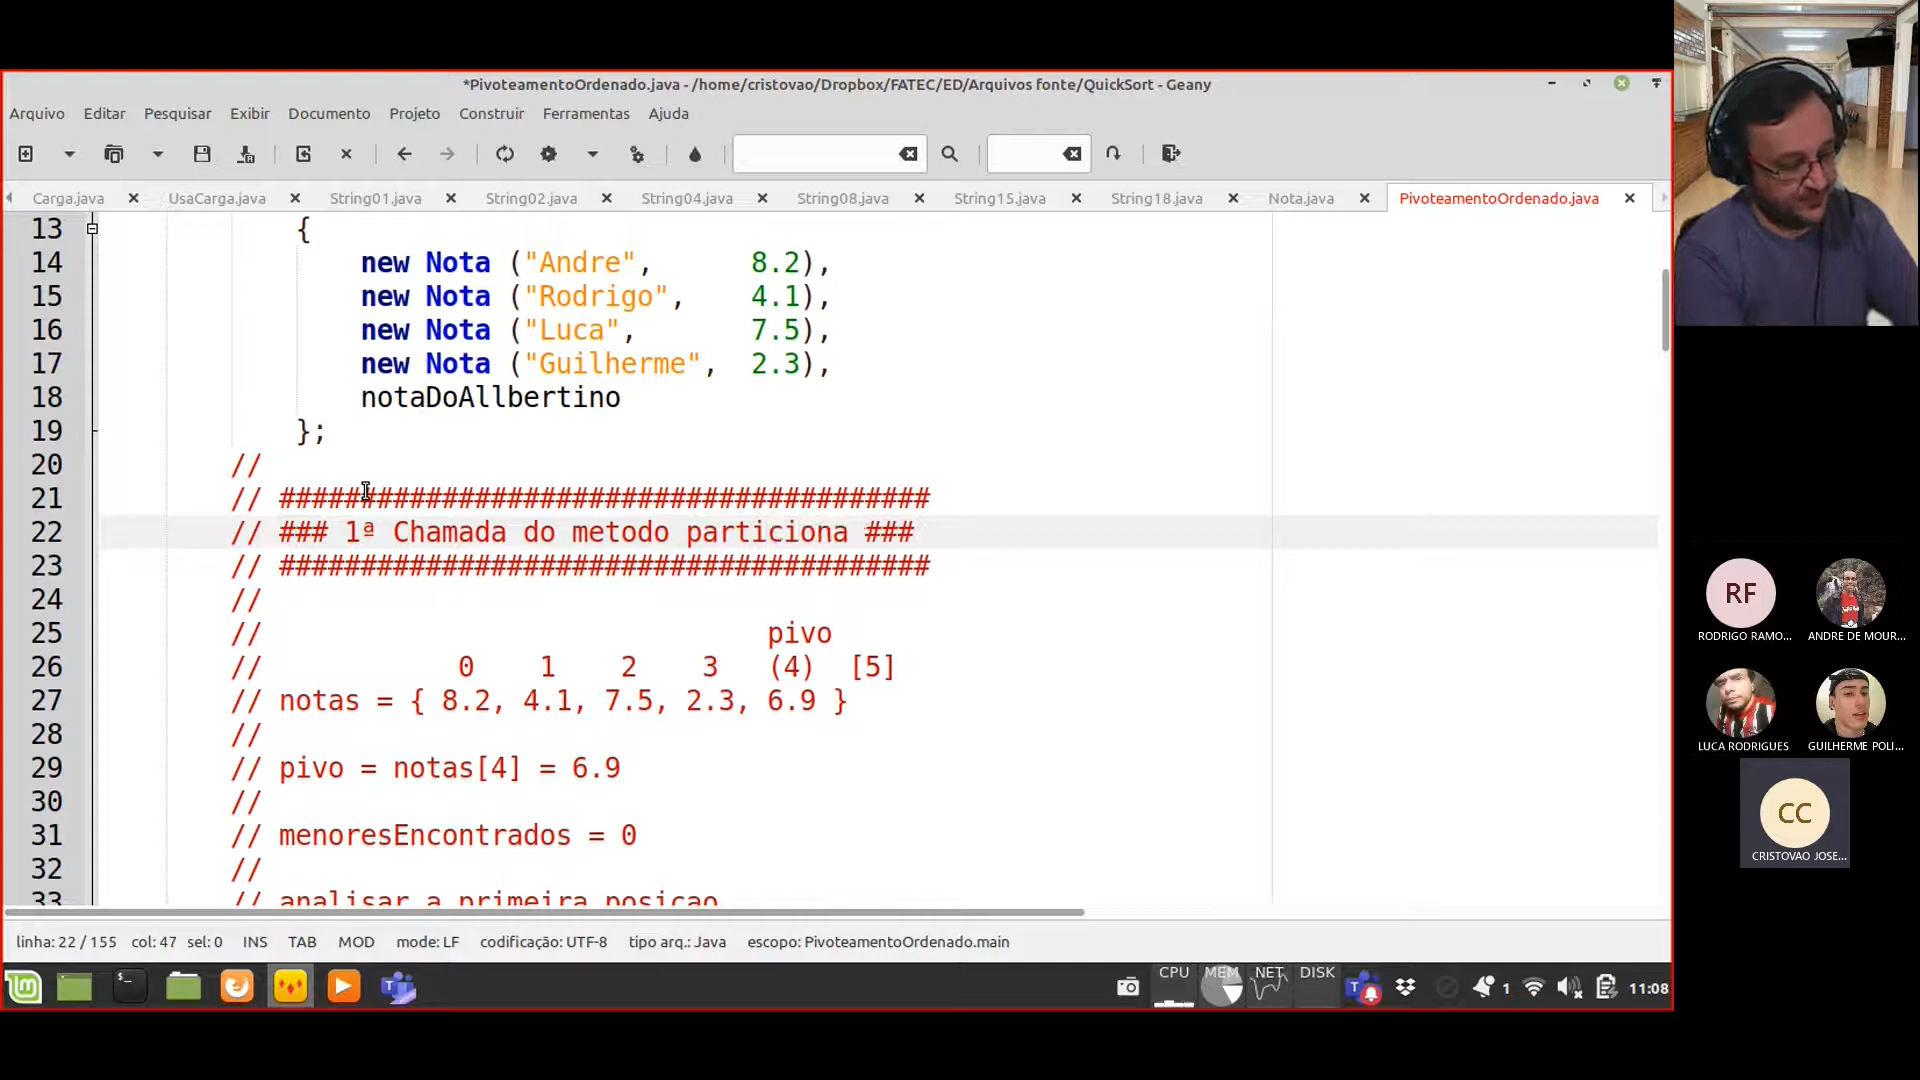 *PivoteamentoOrdenado.java - /home/cristovao/Dropbox/FATEC/ED/Arquivos fonte/QuickSort - Geany
Arquivo Editar Pesquisar Exibir Documento Projeto Construir Ferramentas Ajuda
Carga.java UsaCarga.java String01.java String02.java String04.java String08.java String15.java String18.java Nota.java PivoteamentoOrdenado.java
13 {
14 new Nota ("Andre", 8.2),
15 new Nota ("Rodrigo", 4.1),
16 new Nota ("Luca", 7.5),
17 new Nota ("Guilherme", 2.3),
18 notaDoAllbertino
19 };
20 //
21 // ########################################
22 // ### 1ª Chamada do metodo particiona ###
23 // ########################################
24 //
25 // pivo
26 // 0 1 2 3 (4) [5]
27 // notas = { 8.2, 4.1, 7.5, 2.3, 6.9 }
28 //
29 // pivo = notas[4] = 6.9
30 //
31 // menoresEncontrados = 0
32 //
33 // analisar a primeira posicao
linha: 22 / 155 col: 47 sel: 0 INS TAB MOD mode: LF codificação: UTF-8 tipo arq.: Java escopo: PivoteamentoOrdenado.main
CPU MEM NET DISK
1 11:08
RF
RODRIGO RAMO... ANDRE DE MOUR...
LUCA RODRIGUES GUILHERME POLI...
CC
CRISTOVAO JOSE...